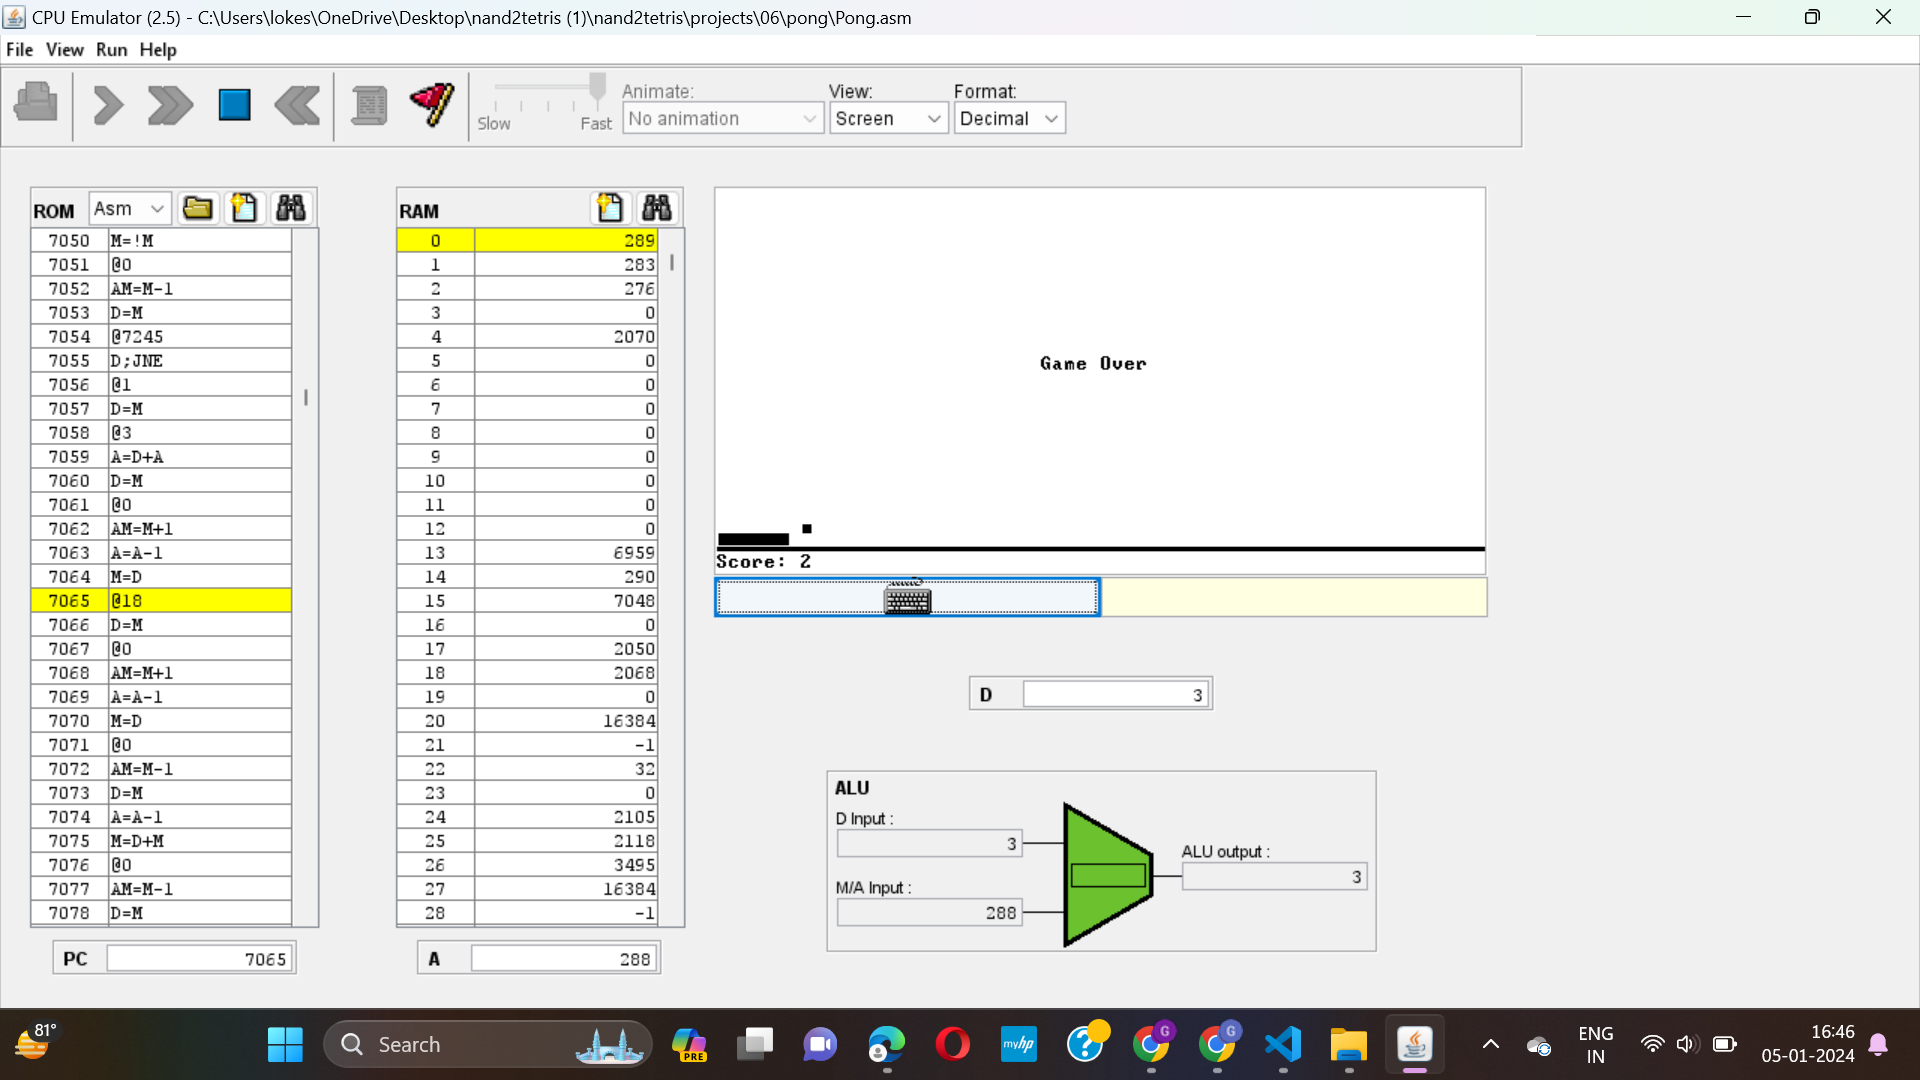 CPU Emulator (2.5) - C:\Users\lokes\OneDrive\Desktop\nand2tetris (1)\nand2tetris\projects\06\pong\Pong.asm
File View Run Help
Slow Fast
Animate: View: Format:
No animation Screen Decimal
ROM Asm
7050 M=!M
7051 @0
7052 AM=M-1
7053 D=M
7054 @7245
7055 D;JNE
7056 @1
7057 D=M
7058 @3
7059 A=D+A
7060 D=M
7061 @0
7062 AM=M+1
7063 A=A-1
7064 M=D
7065 @18
7066 D=M
7067 @0
7068 AM=M+1
7069 A=A-1
7070 M=D
7071 @0
7072 AM=M-1
7073 D=M
7074 A=A-1
7075 M=D+M
7076 @0
7077 AM=M-1
7078 D=M
PC 7065
RAM
0 289
1 283
2 276
3 0
4 2070
5 0
6 0
7 0
8 0
9 0
10 0
11 0
12 0
13 6959
14 290
15 7048
16 0
17 2050
18 2068
19 0
20 16384
21 -1
22 32
23 0
24 2105
25 2118
26 3495
27 16384
28 -1
A 288
Game Over
Score: 2
D 3
ALU
D Input :
3
M/A Input :
288
ALU output :
3
81°
Search
PRE
myhp
?
G
G
ENG
IN
16:46
05-01-2024